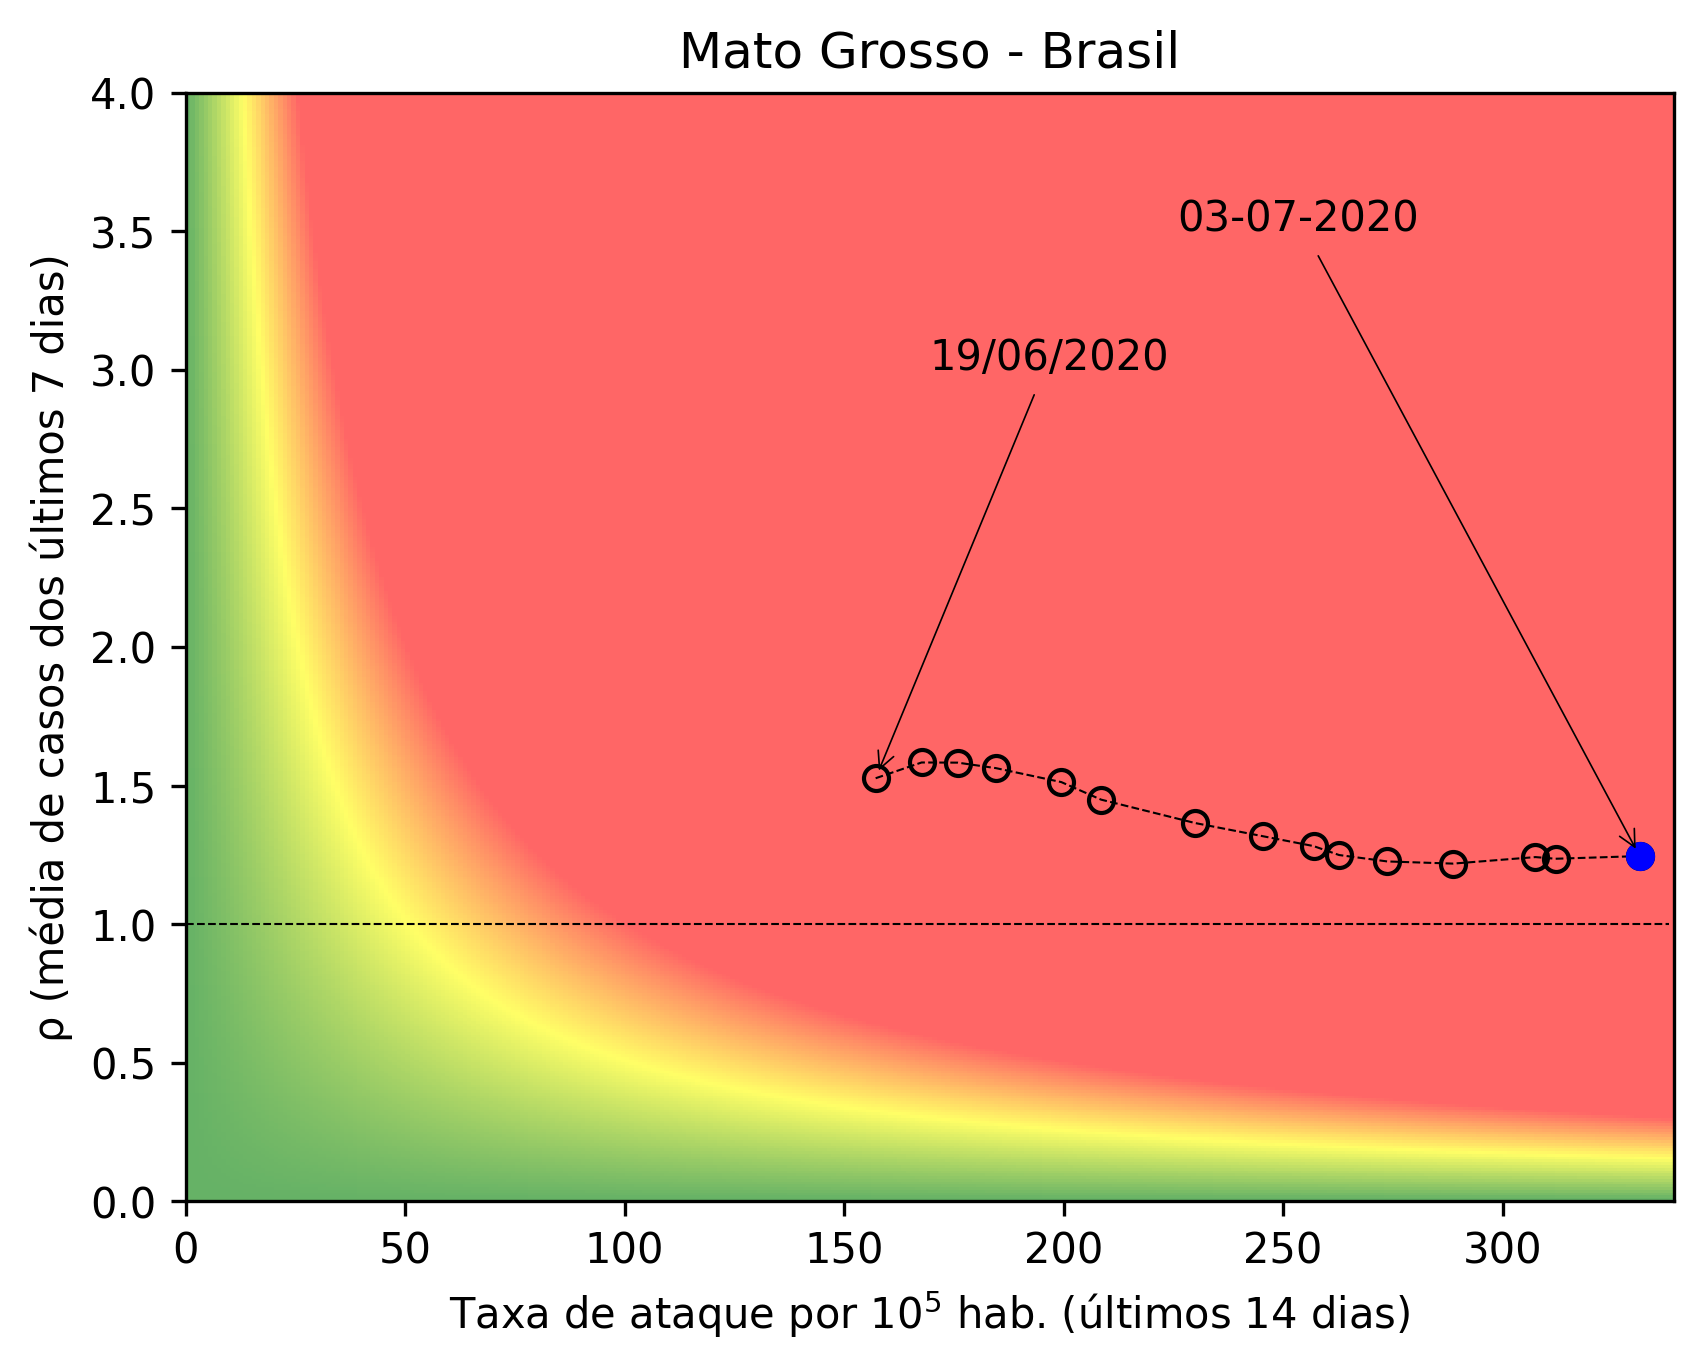 Mato Grosso - Brasil
4.0
3.5
3.0
2.5
2.0
1.5
1.0
0.5
0.0
ρ (média de casos dos últimos 7 dias)
03-07-2020
19/06/2020
0 50 100 150 200 250 300
Taxa de ataque por 10⁵ hab. (últimos 14 dias)